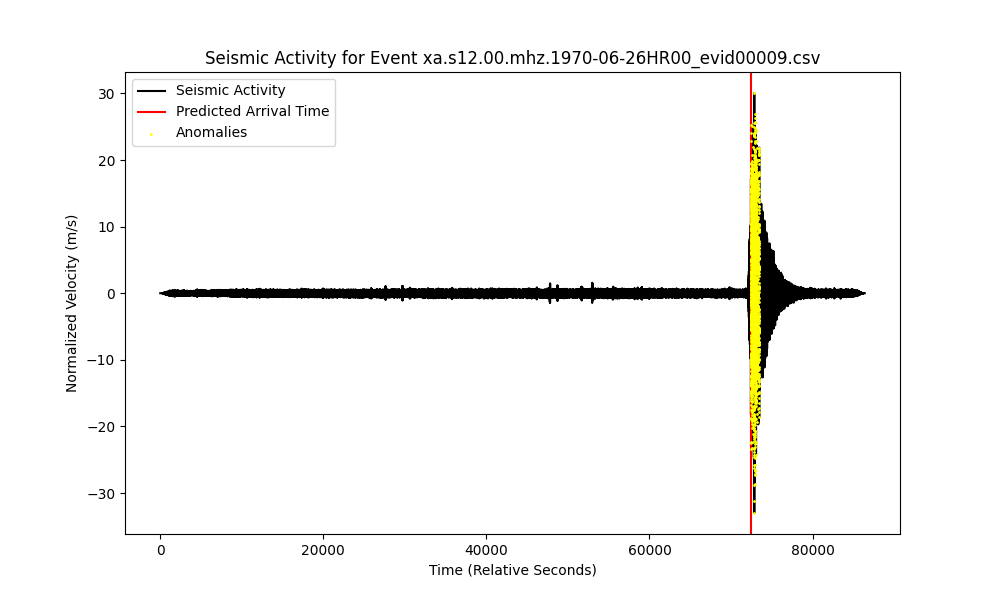 Seismic Activity for Event xa.s12.00.mhz.1970-06-26HR00_evid00009.csv
Seismic Activity
Predicted Arrival Time
Anomalies
Normalized Velocity (m/s)
30
20
10
0
−10
−20
−30
0
20000
40000
60000
80000
Time (Relative Seconds)